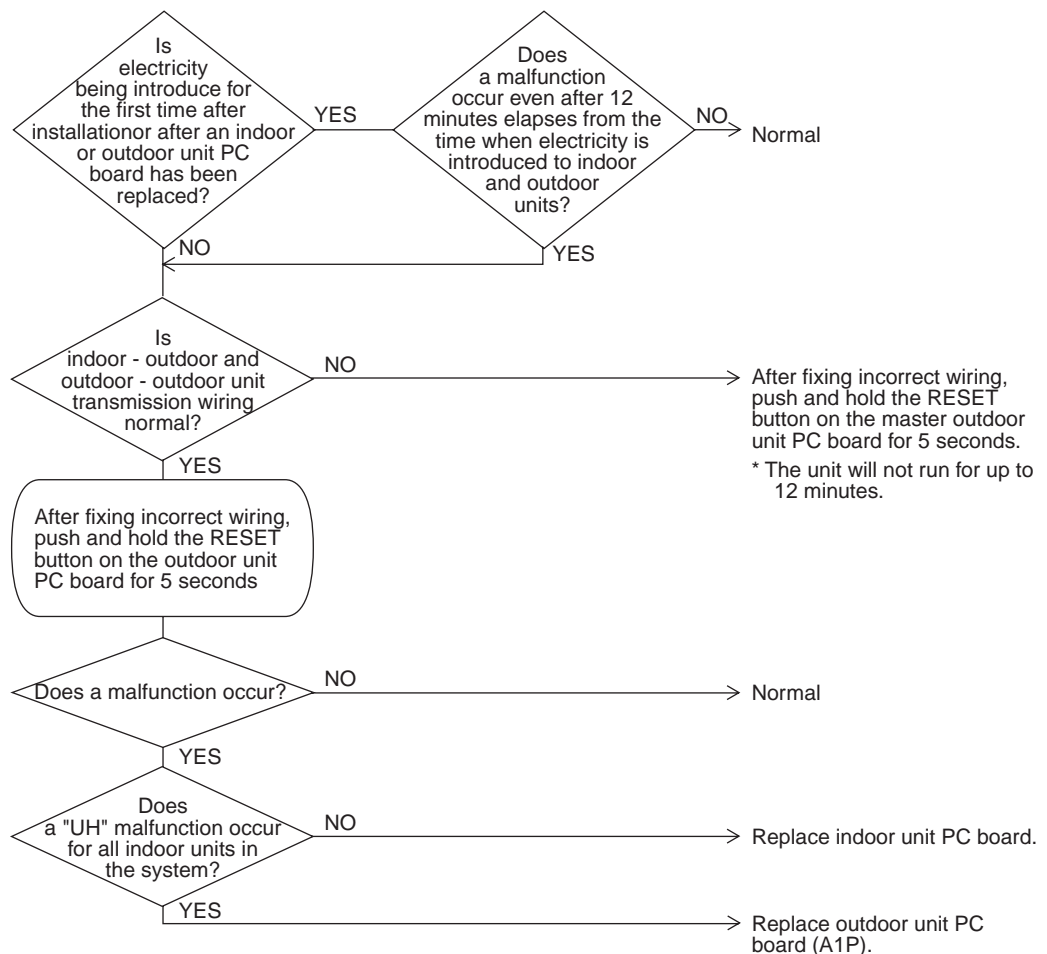 Is
electricity
being introduce for
the first time after
installationor after an indoor
or outdoor unit PC
board has been
replaced?
YES
Does
a malfunction
occur even after 12
minutes elapses from the
time when electricity is
introduced to indoor
and outdoor
units?
NO
Normal
NO
YES
Is
indoor - outdoor and
outdoor - outdoor unit
transmission wiring
normal?
NO
After fixing incorrect wiring,
push and hold the RESET
button on the master outdoor
unit PC board for 5 seconds.
* The unit will not run for up to
12 minutes.
YES
After fixing incorrect wiring,
push and hold the RESET
button on the outdoor unit
PC board for 5 seconds
Does a malfunction occur?
NO
Normal
YES
Does
a "UH" malfunction occur
for all indoor units in
the system?
NO
Replace indoor unit PC board.
YES
Replace outdoor unit PC
board (A1P).